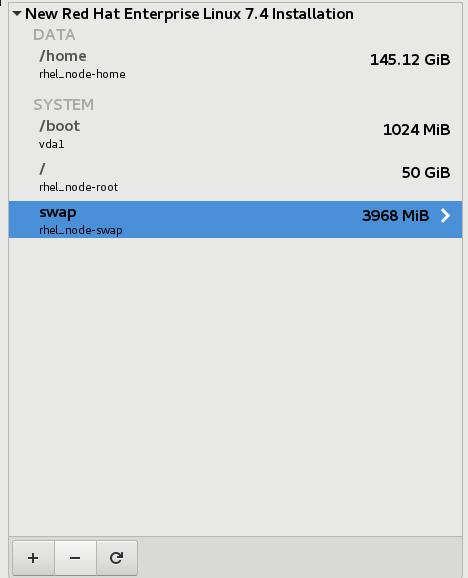 New Red Hat Enterprise Linux 7.4 Installation
DATA
/home 145.12 GiB
rhel_node-home
SYSTEM
/boot 1024 MiB
vda1
/ 50 GiB
rhel_node-root
swap 3968 MiB
rhel_node-swap
+ −